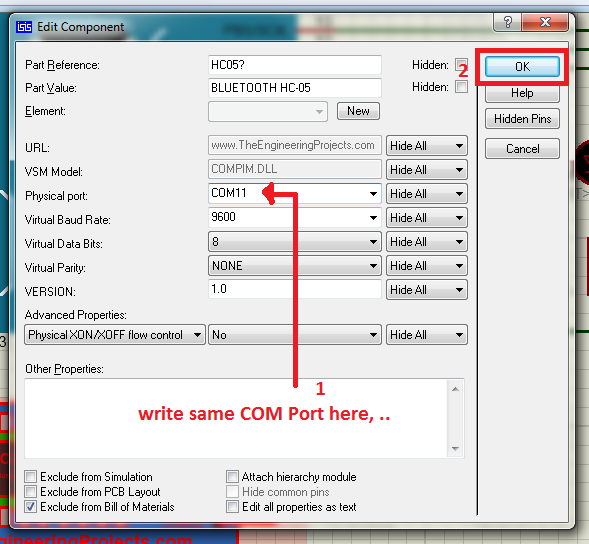 isis Edit Component
?
Part Reference: HC05? Hidden:
Part Value: BLUETOOTH HC-05 Hidden:
2
OK
Element: New
Help
Hidden Pins
URL: www.TheEngineeringProjects.com Hide All
Cancel
VSM Model: COMPIM.DLL Hide All
Physical port: COM11 Hide All
Virtual Baud Rate: 9600 Hide All
Virtual Data Bits: 8 Hide All
Virtual Parity: NONE Hide All
VERSION: 1.0 Hide All
Advanced Properties:
Physical XON/XOFF flow control No Hide All
Other Properties:
1
write same COM Port here, ..
Exclude from Simulation Attach hierarchy module
Exclude from PCB Layout Hide common pins
Exclude from Bill of Materials Edit all properties as text
gineeringProjects.com